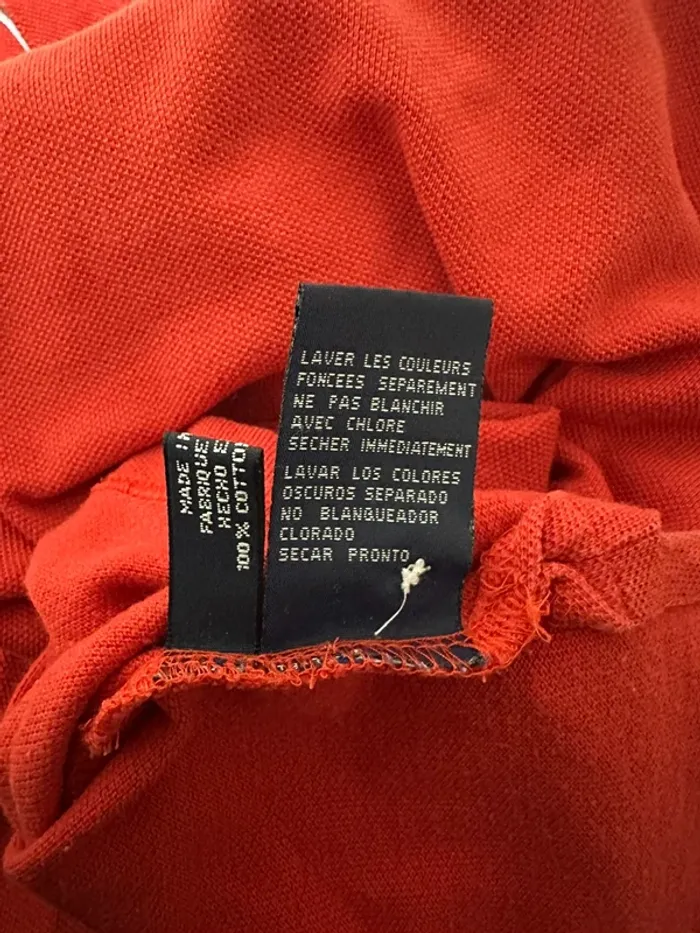 LAVER LES COULEURS
FONCEES SEPAREMENT
NE PAS BLANCHIR
AVEC CHLORE
SECHER IMMEDIATEMENT
LAVAR LOS COLORES
OSCUROS SEPARADO
NO BLANQUEADOR
CLORADO
SECAR PRONTO
MADE
FABRIQUE
HECHO
100% COTTON